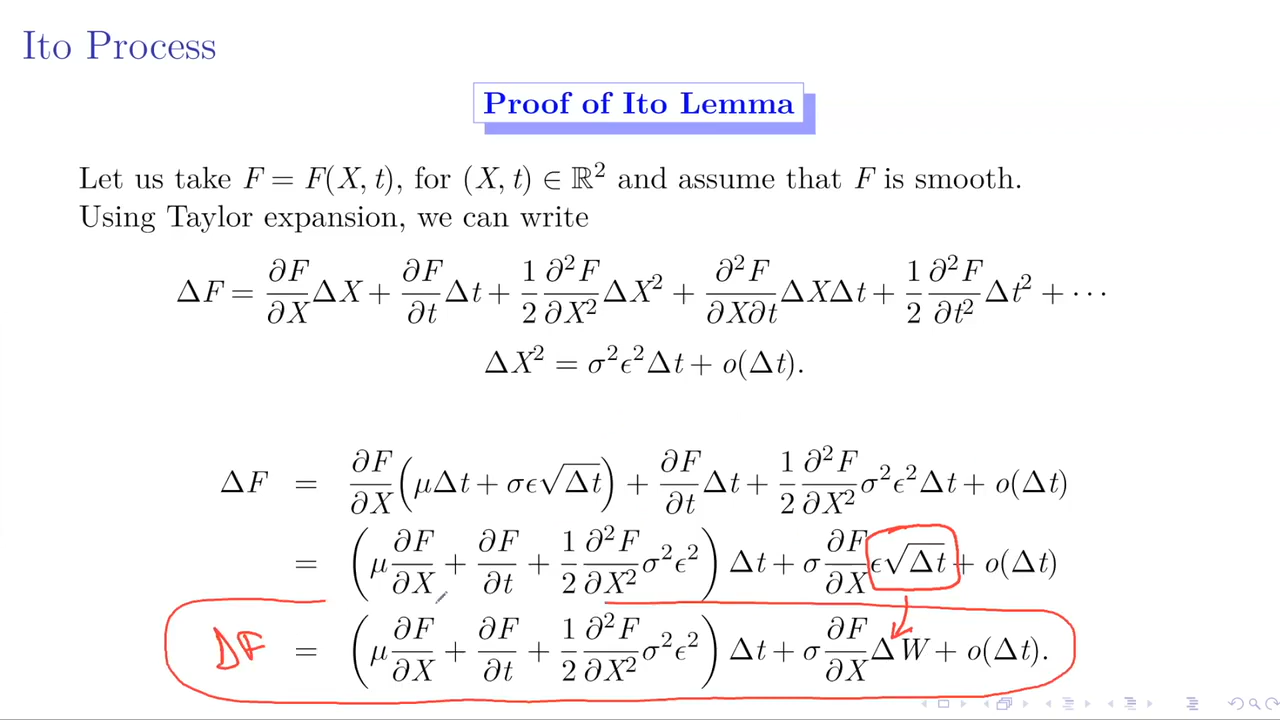 Ito Process
Proof of Ito Lemma
Let us take F = F(X, t), for (X, t) ∈ ℝ² and assume that F is smooth.
Using Taylor expansion, we can write
ΔF = ∂F/∂X ΔX + ∂F/∂t Δt + 1/2 ∂²F/∂X² ΔX² + ∂²F/∂X∂t ΔXΔt + 1/2 ∂²F/∂t² Δt² + ···
ΔX² = σ²ϵ²Δt + o(Δt).
ΔF = ∂F/∂X (μΔt + σϵ√Δt) + ∂F/∂t Δt + 1/2 ∂²F/∂X² σ²ϵ²Δt + o(Δt)
= (μ ∂F/∂X + ∂F/∂t + 1/2 ∂²F/∂X² σ²ϵ²) Δt + σ ∂F/∂X ϵ√Δt + o(Δt)
ΔF = (μ ∂F/∂X + ∂F/∂t + 1/2 ∂²F/∂X² σ²ϵ²) Δt + σ ∂F/∂X ΔW + o(Δt).